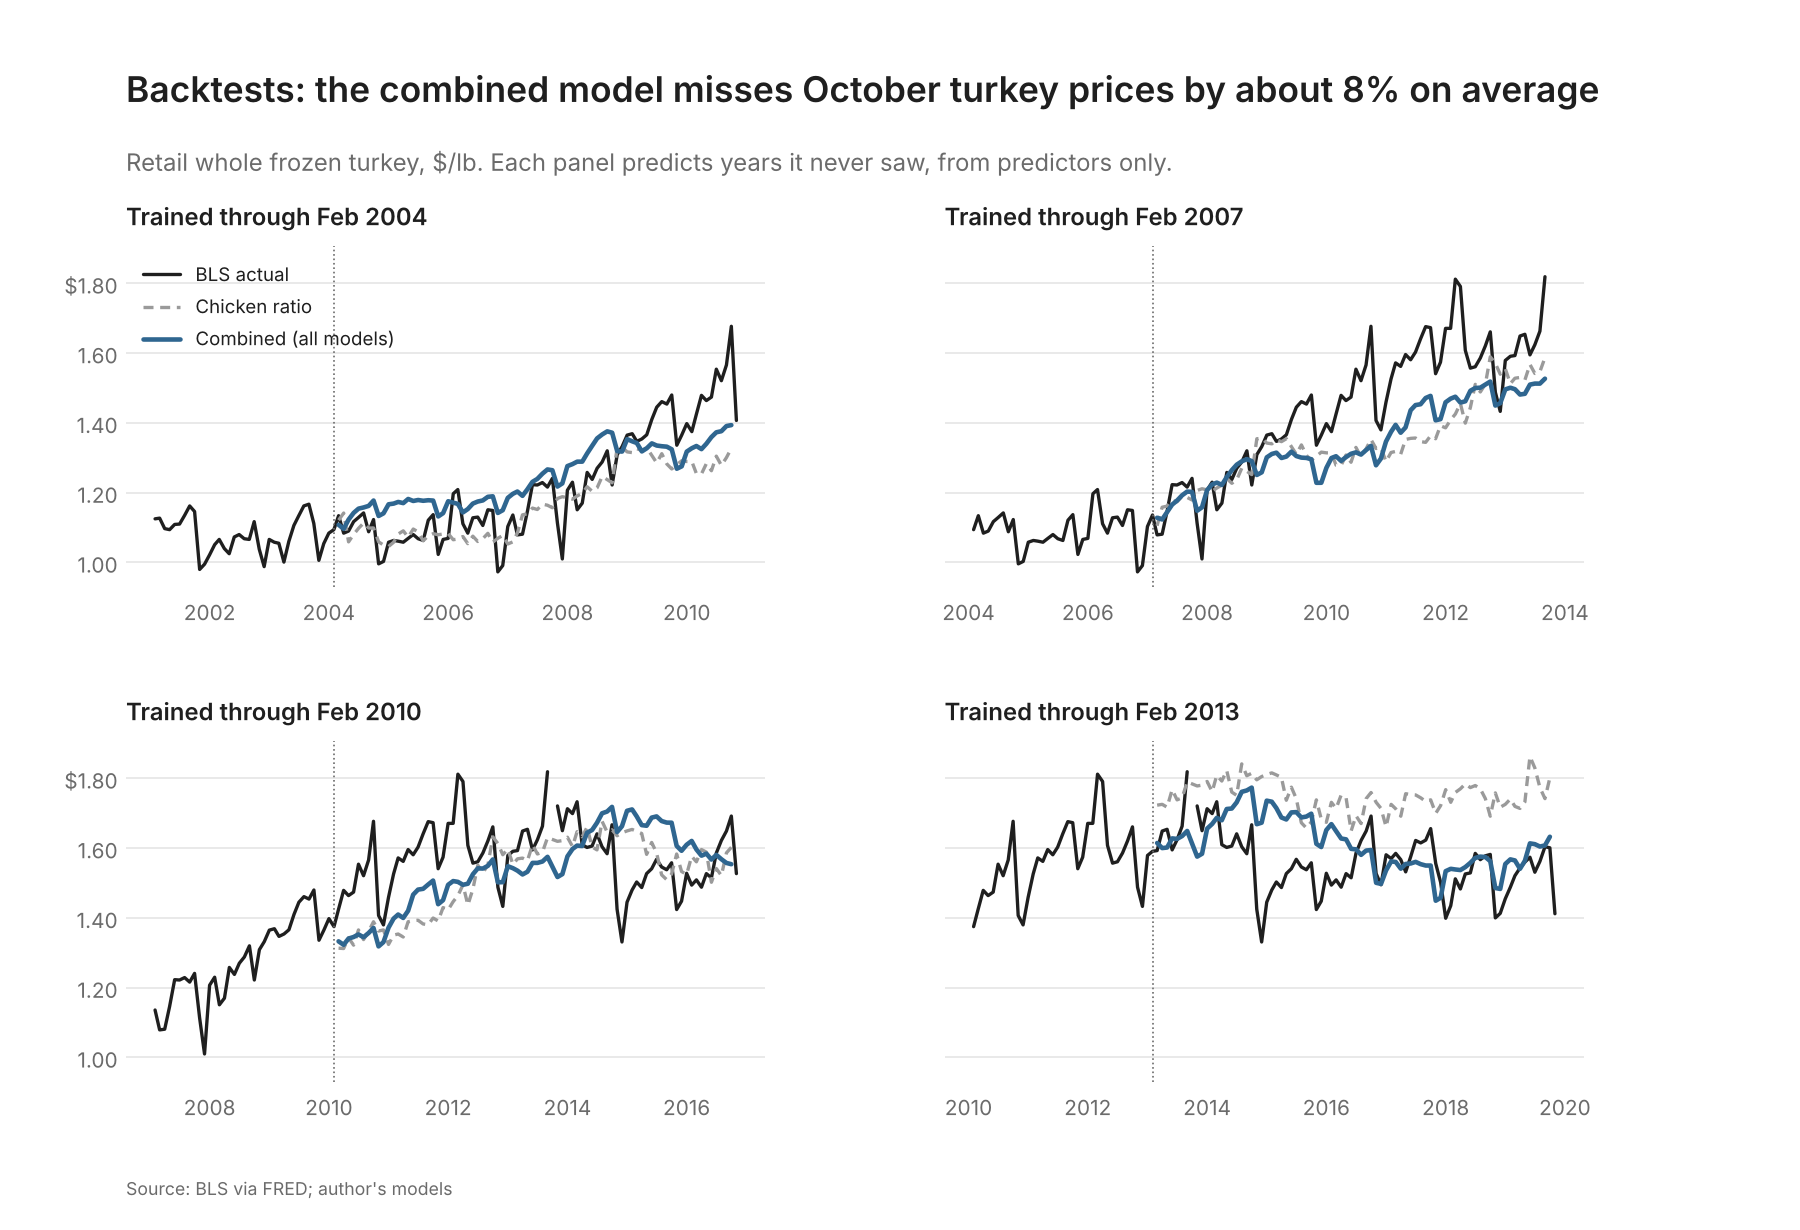 Backtests: the combined model misses October turkey prices by about 8% on average
Retail whole frozen turkey, $/lb. Each panel predicts years it never saw, from predictors only.
Trained through Feb 2004
BLS actual
Chicken ratio
Combined (all models)
$1.80
1.60
1.40
1.20
1.00
2002 2004 2006 2008 2010
Trained through Feb 2007
2004 2006 2008 2010 2012 2014
Trained through Feb 2010
$1.80
1.60
1.40
1.20
1.00
2008 2010 2012 2014 2016
Trained through Feb 2013
2010 2012 2014 2016 2018 2020
Source: BLS via FRED; author's models